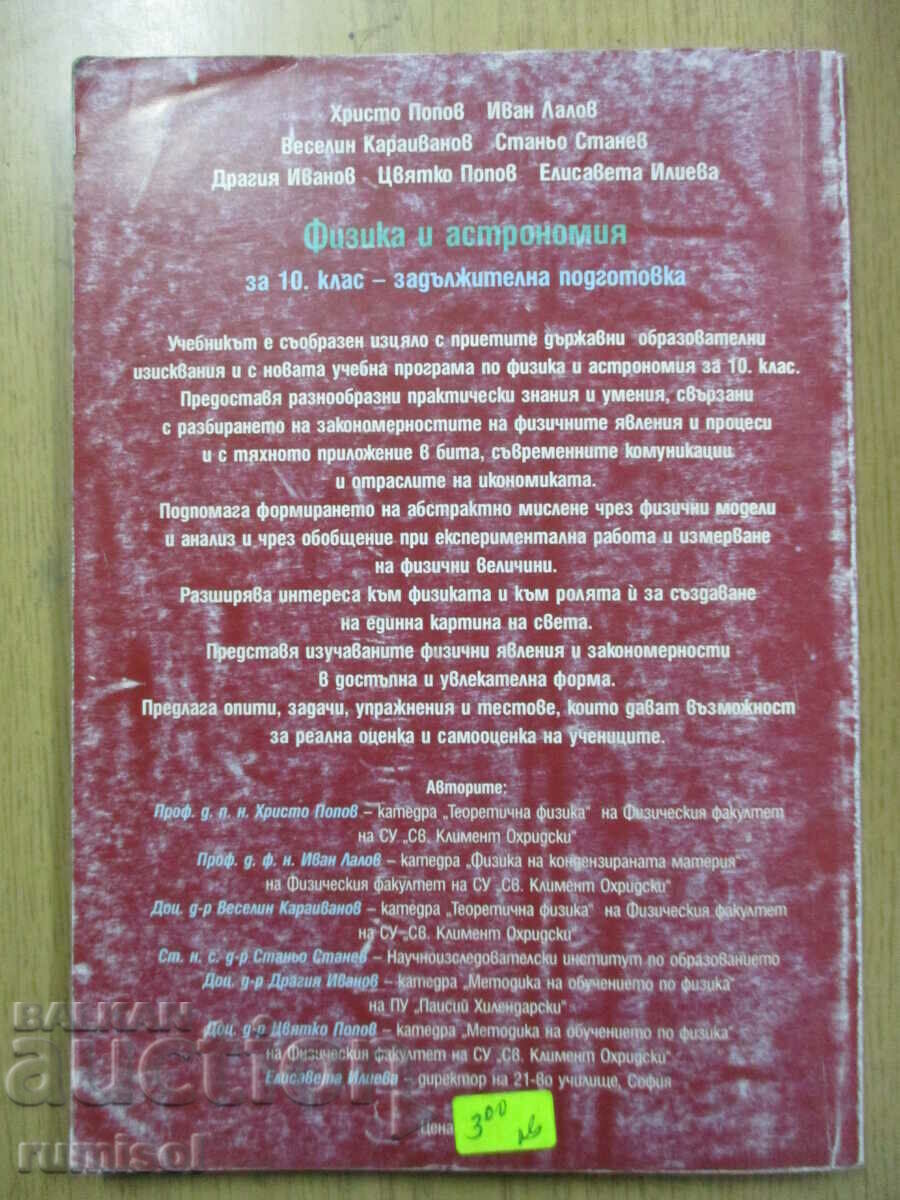 Христо Попов Иван Лалов
Веселин Караиванов Станьо Станев
Драгия Иванов Цвятко Попов Елисавета Илиева
Физика и астрономия
за 10. клас – задължителна подготовка
Учебникът е съобразен изцяло с приетите държавни образователни
изисквания и с новата учебна програма по физика и астрономия за 10. клас.
Предоставя разнообразни практически знания и умения, свързани
с разбирането на закономерностите на физичните явления и процеси
и с тяхното приложение в бита, съвременните комуникации
и отраслите на икономиката.
Подпомага формирането на абстрактно мислене чрез физични модели
и анализ и чрез обобщение при експериментална работа и измерване
на физични величини.
Разширява интереса към физиката и към ролята ѝ за създаване
на единна картина на света.
Представя изучаваните физични явления и закономерности
в достъпна и увлекателна форма.
Предлага опити, задачи, упражнения и тестове, които дават възможност
за реална оценка и самооценка на учениците.
Авторите:
Проф. д. п. н. Христо Попов – катедра „Теоретична физика“ на Физическия факултет
на СУ „Св. Климент Охридски“
Проф. д. ф. н. Иван Лалов – катедра „Физика на кондензираната материя“
на Физическия факултет на СУ „Св. Климент Охридски“
Доц. д-р Веселин Караиванов – катедра „Теоретична физика“ на Физическия факултет
на СУ „Св. Климент Охридски“
Ст. н. с. д-р Станьо Станев – Научноизследователски институт по образованието
Доц. д-р Драгия Иванов – катедра „Методика на обучението по физика“
на ПУ „Паисий Хилендарски“
Доц. д-р Цвятко Попов – катедра „Методика на обучението по физика“
на Физическия факултет на СУ „Св. Климент Охридски“
Елисавета Илиева – директор на 21-во училище, София
Цена
3⁰⁰
лв
BALKAN
auction
rumisol